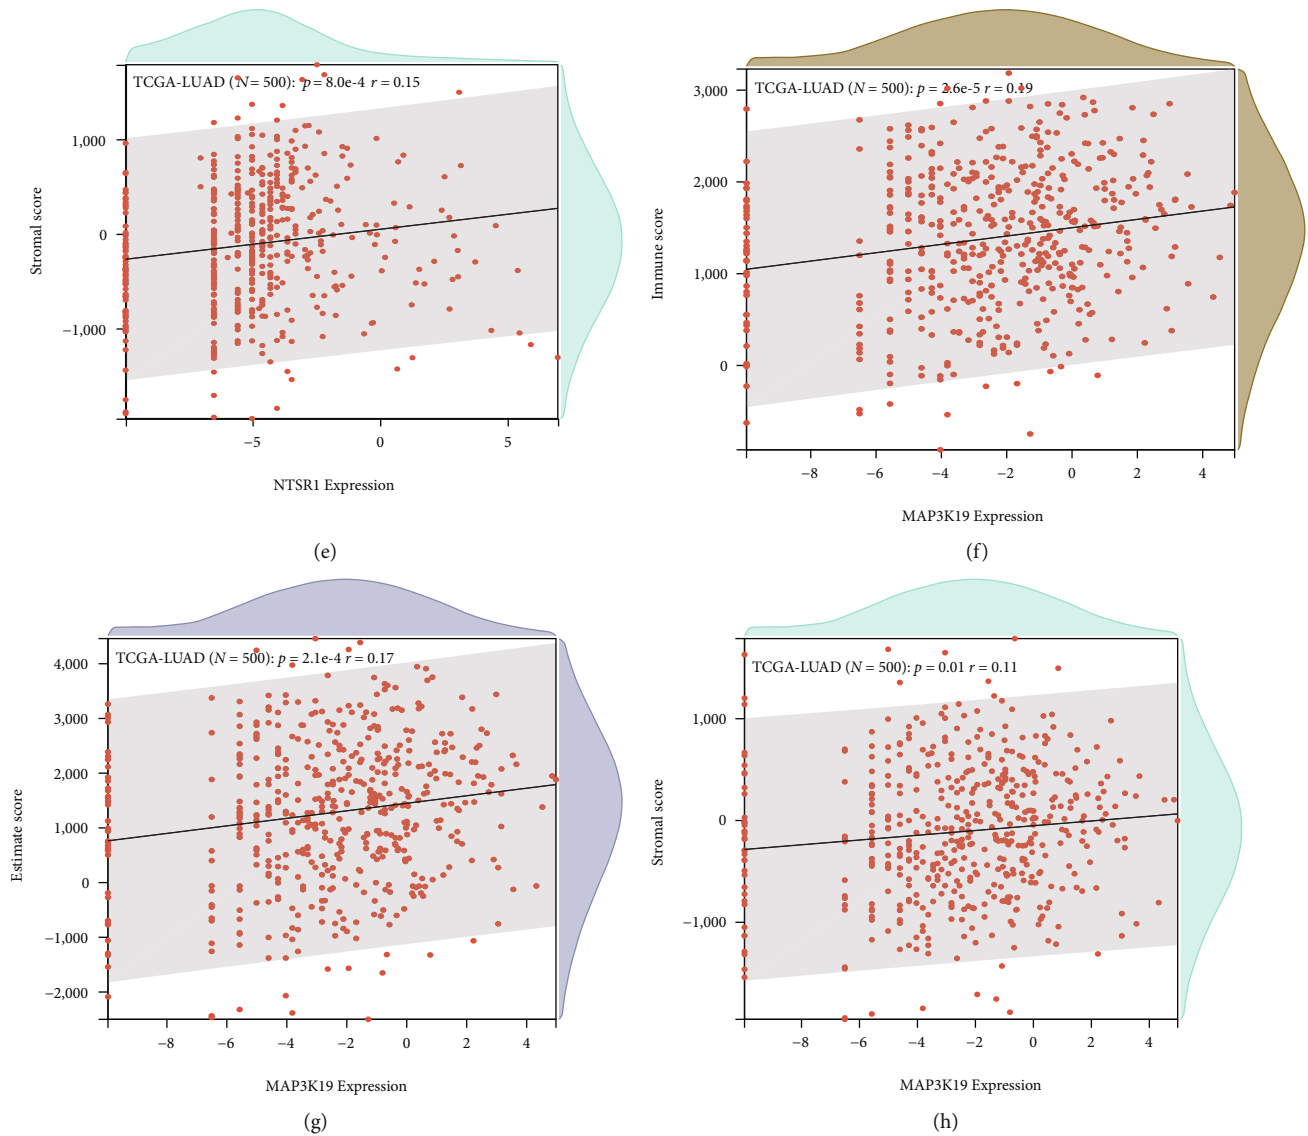 TCGA-LUAD (N = 500): p = 8.0e-4 r = 0.15
1,000
0
−1,000
Stromal score
−5
0
5
NTSR1 Expression
(e)
TCGA-LUAD (N = 500): p = 2.6e-5 r = 0.19
3,000
2,000
1,000
0
Immune score
−8
−6
−4
−2
0
2
4
MAP3K19 Expression
(f)
TCGA-LUAD (N = 500): p = 2.1e-4 r = 0.17
4,000
3,000
2,000
1,000
0
−1,000
−2,000
Estimate score
−8
−6
−4
−2
0
2
4
MAP3K19 Expression
(g)
TCGA-LUAD (N = 500): p = 0.01 r = 0.11
1,000
0
−1,000
Stromal score
−8
−6
−4
−2
0
2
4
MAP3K19 Expression
(h)